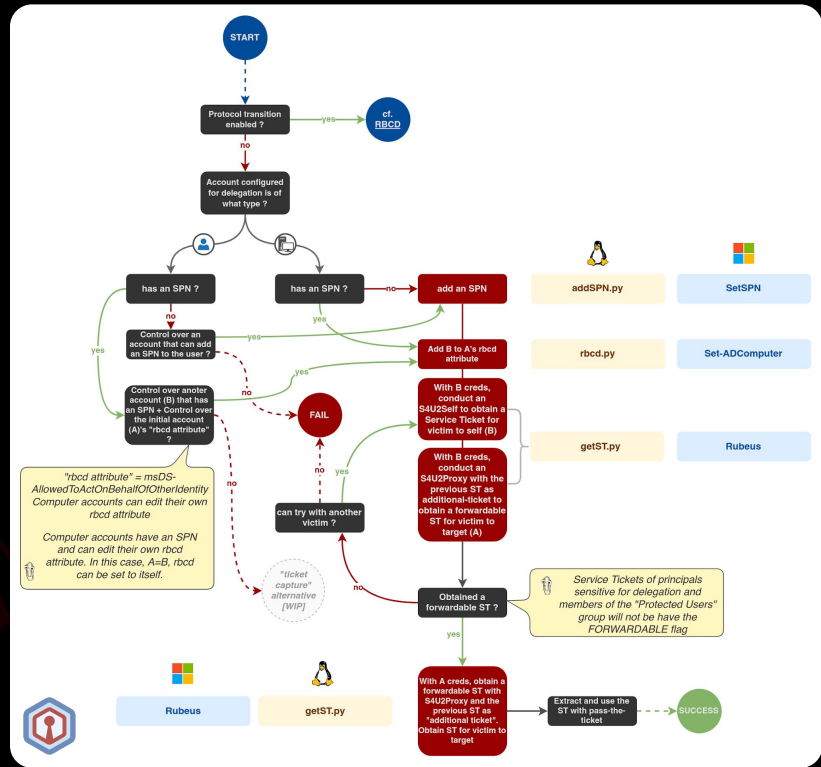 START
Protocol transition
enabled ?
yes
cf.
RBCD
no
Account configured
for delegation is of
what type ?
has an SPN ?
has an SPN ?
no
add an SPN
addSPN.py
SetSPN
no
yes
Control over an
account that can add
an SPN to the user ?
yes
yes
Add B to A's rbcd
attribute
rbcd.py
Set-ADComputer
yes
no
Control over anoter
account (B) that has
an SPN + Control over
the initial account
(A)'s "rbcd attribute"
?
FAIL
With B creds,
conduct an
S4U2Self to obtain a
Service Ticket for
victim to self (B)
getST.py
Rubeus
With B creds,
conduct an
S4U2Proxy with the
previous ST as
additional-ticket to
obtain a forwardable
ST for victim to
target (A)
no
yes
no
"rbcd attribute" = msDS-
AllowedToActOnBehalfOfOtherIdentity
Computer accounts can edit their own
rbcd attribute
Computer accounts have an SPN
and can edit their own rbcd
attribute. In this case, A=B, rbcd
can be set to itself.
can try with another
victim ?
"ticket
capture"
alternative
[WIP]
no
Obtained a
forwardable ST ?
Service Tickets of principals
sensitive for delegation and
members of the "Protected Users"
group will not be have the
FORWARDABLE flag
yes
Rubeus
getST.py
With A creds, obtain a
forwardable ST with
S4U2Proxy and the
previous ST as
"additional ticket".
Obtain ST for victim to
target
Extract and use the
ST with pass-the-
ticket
SUCCESS